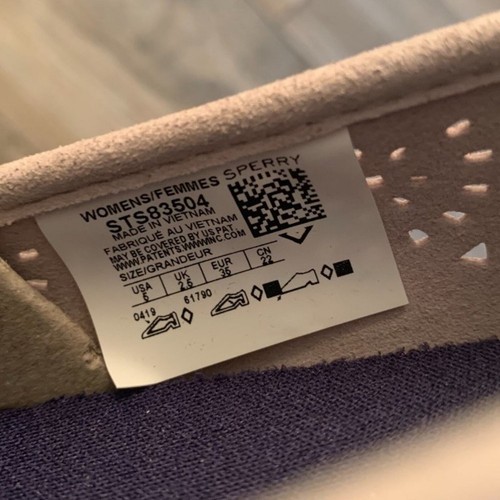 WOMENS/FEMMES SPERRY
STS83504
MADE IN VIETNAM
FABRIQUÉ AU VIETNAM
MAY BE COVERED BY US PAT.
WWW.PATENTS.WWWINC.COM
SIZE/GRANDEUR
USA UK EUR CN
5 2.5 35 22
0419 61790